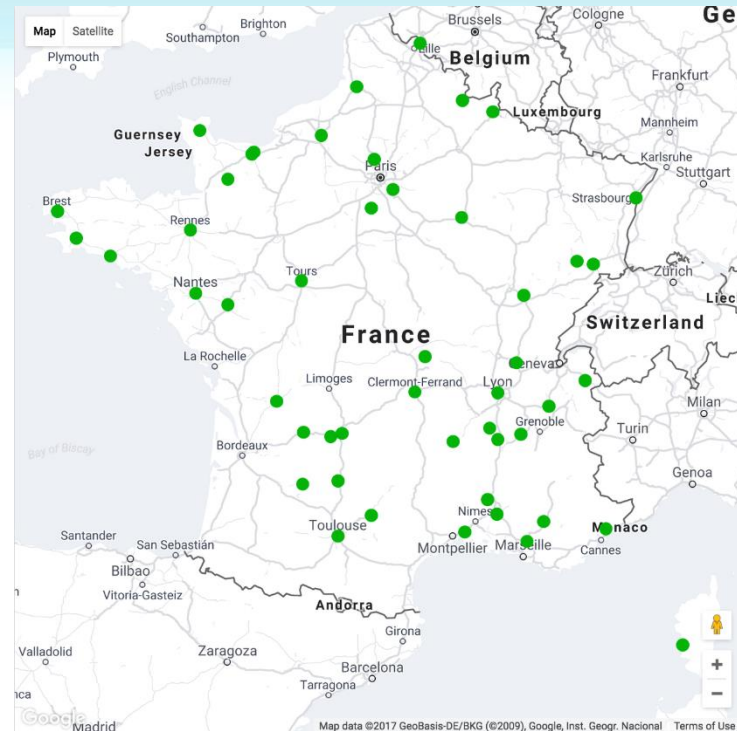 Map Satellite
Brighton
Southampton
Plymouth
English Channel
Brussels
Cologne
Ge
Lille
Belgium
Frankfurt
Luxembourg
Guernsey
Jersey
Mannheim
Karlsruhe
Stuttgart
Paris
Strasbourg
Brest
Rennes
Nantes
Tours
Zürich
Liech
Switzerland
France
La Rochelle
Limoges
Clermont-Ferrand
Lyon
Geneva
Milan
Grenoble
Turin
Bay of Biscay
Bordeaux
Genoa
Nimes
Toulouse
Montpellier
Marseille
Monaco
Cannes
Santander
San Sebastián
Bilbao
Vitoria-Gasteiz
Andorra
Girona
Valladolid
Zaragoza
Barcelona
Tarragona
nca
Madrid
Google
Map data ©2017 GeoBasis-DE/BKG (©2009), Google, Inst. Geogr. Nacional Terms of Use